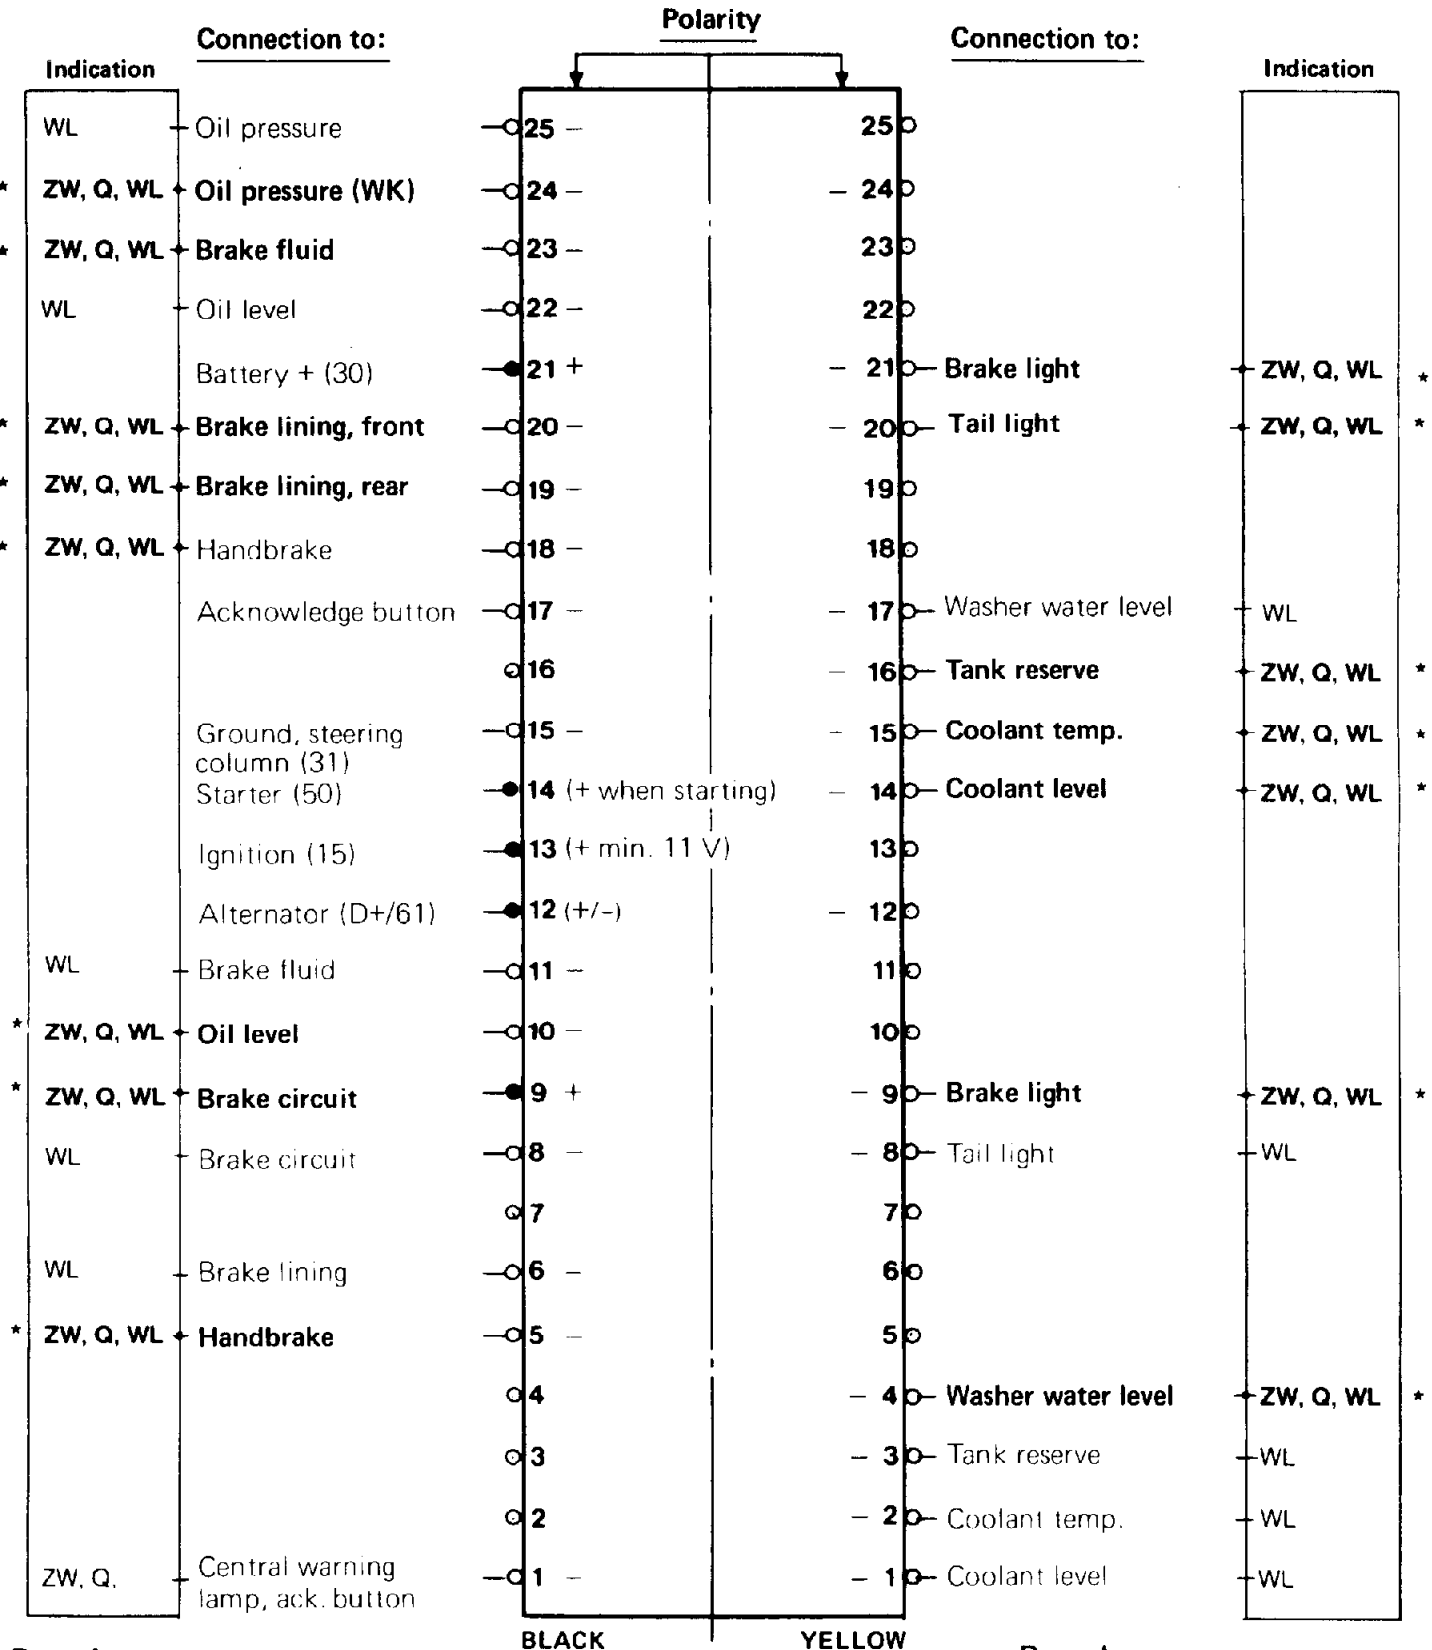 Polarity
Connection to:
Connection to:
Indication
Indication
WL Oil pressure 25 – 25
* ZW, Q, WL Oil pressure (WK) 24 – – 24
* ZW, Q, WL Brake fluid 23 – 23
WL Oil level 22 – 22
Battery + (30) 21 + – 21 Brake light ZW, Q, WL *
* ZW, Q, WL Brake lining, front 20 – – 20 Tail light ZW, Q, WL *
* ZW, Q, WL Brake lining, rear 19 – 19
* ZW, Q, WL Handbrake 18 – 18
Acknowledge button 17 – – 17 Washer water level WL
16 – 16 Tank reserve ZW, Q, WL *
Ground, steering 15 – – 15 Coolant temp. ZW, Q, WL *
column (31)
Starter (50) 14 (+ when starting) – 14 Coolant level ZW, Q, WL *
Ignition (15) 13 (+ min. 11 V) 13
Alternator (D+/61) 12 (+/–) – 12
WL Brake fluid 11 – 11
* ZW, Q, WL Oil level 10 – 10
* ZW, Q, WL Brake circuit 9 + – 9 Brake light ZW, Q, WL *
WL Brake circuit 8 – – 8 Tail light WL
7 7
WL Brake lining 6 – 6
* ZW, Q, WL Handbrake 5 – 5
4 – 4 Washer water level ZW, Q, WL *
3 – 3 Tank reserve WL
2 – 2 Coolant temp. WL
ZW, Q. Central warning 1 – – 1 Coolant level WL
lamp, ack. button
BLACK YELLOW